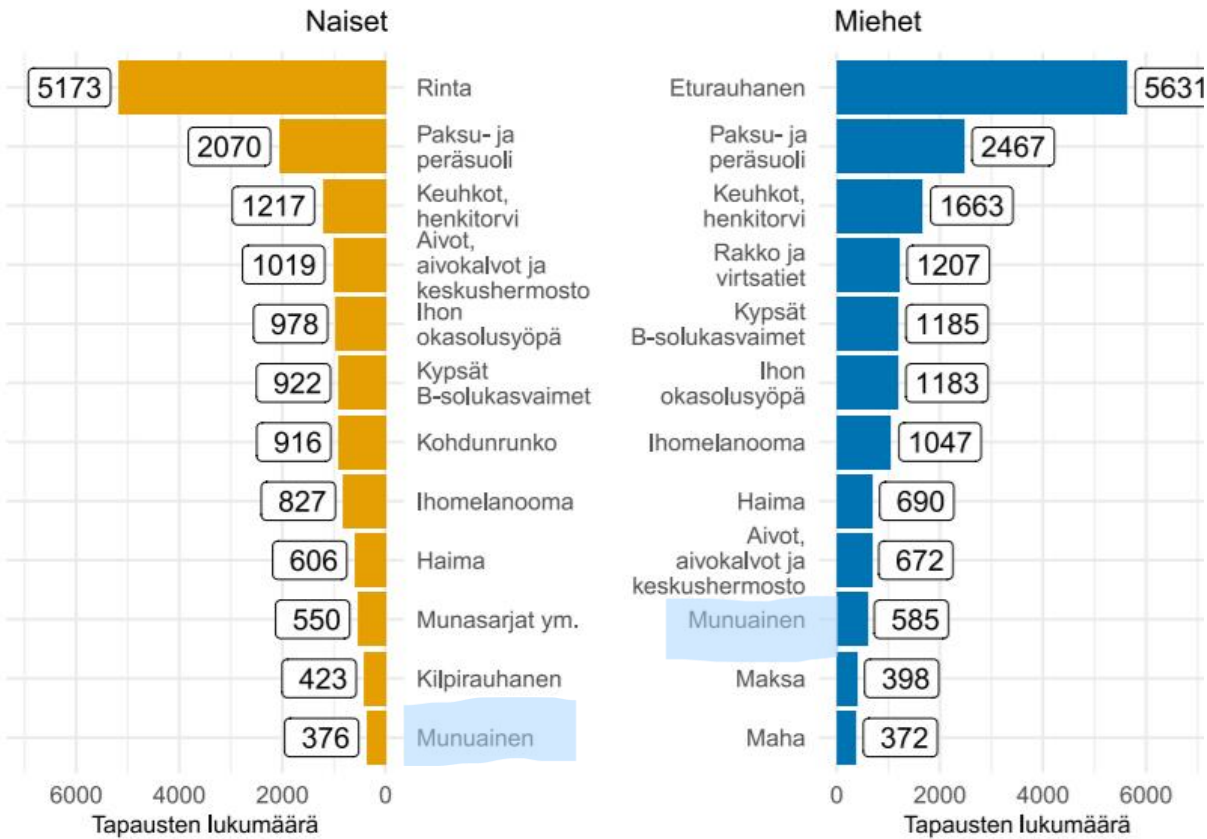 Naiset
5173
Rinta
2070
Paksu- ja
peräsuoli
1217
Keuhkot,
henkitorvi
1019
Aivot,
aivokalvot ja
keskushermosto
978
Ihon
okasolusyöpä
922
Kypsät
B-solukasvaimet
916
Kohdunrunko
827
Ihomelanooma
606
Haima
550
Munasarjat ym.
423
Kilpirauhanen
376
Munuainen
6000 4000 2000 0
Tapausten lukumäärä
Miehet
Eturauhanen
5631
Paksu- ja
peräsuoli
2467
Keuhkot,
henkitorvi
1663
Rakko ja
virtsatiet
1207
Kypsät
B-solukasvaimet
1185
Ihon
okasolusyöpä
1183
Ihomelanooma
1047
Haima
690
Aivot,
aivokalvot ja
keskushermosto
672
Munuainen
585
Maksa
398
Maha
372
0 2000 4000 6000
Tapausten lukumäärä